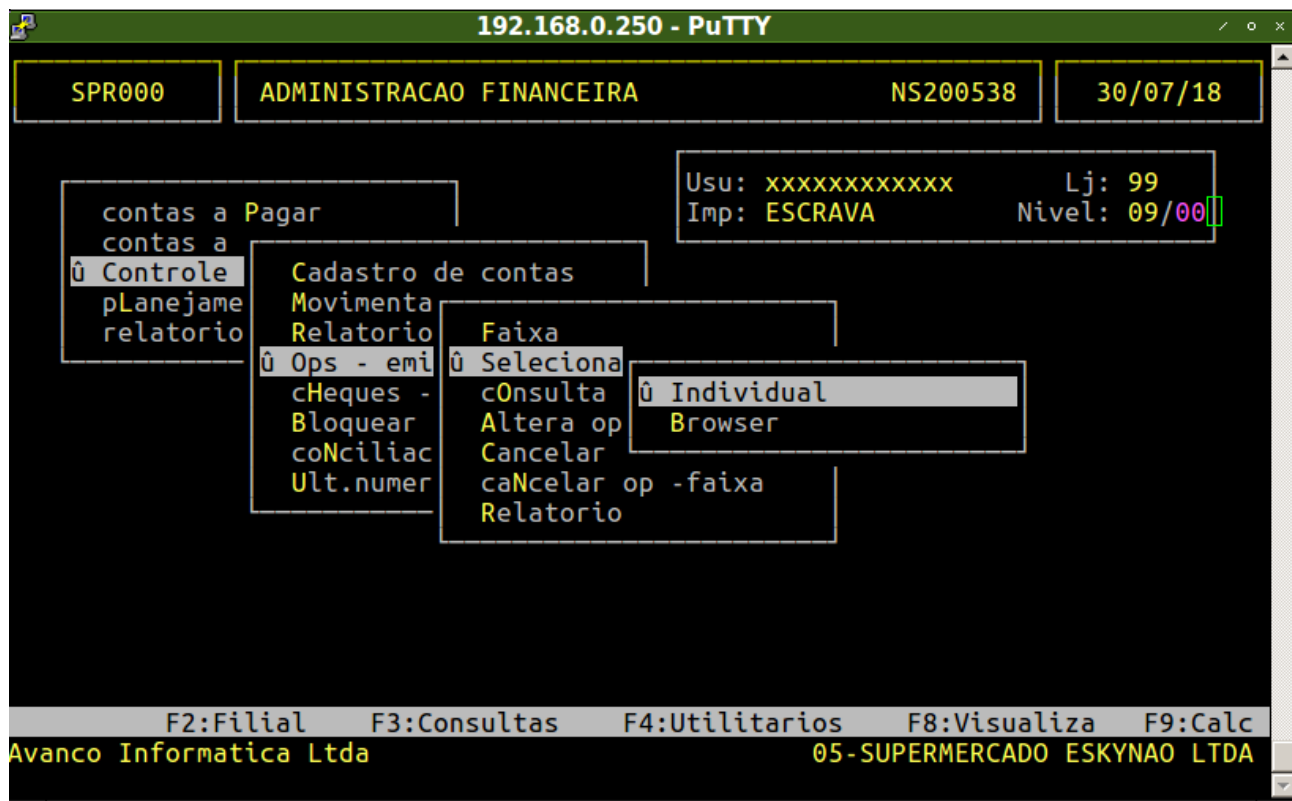 192.168.0.250 - PuTTY
SPR000 ADMINISTRACAO FINANCEIRA NS200538 30/07/18
Usu: xxxxxxxxxxxx Lj: 99
Imp: ESCRAVA Nivel: 09/00
contas a Pagar
contas a
û Controle
pLanejame
relatorio
Cadastro de contas
Movimenta
Relatorio
û Ops - emi
cHeques -
Bloquear
coNciliac
Ult.numer
Faixa
û Seleciona
cOnsulta
Altera op
Cancelar
caNcelar op -faixa
Relatorio
û Individual
Browser
F2:Filial F3:Consultas F4:Utilitarios F8:Visualiza F9:Calc
Avanco Informatica Ltda 05-SUPERMERCADO ESKYNAO LTDA